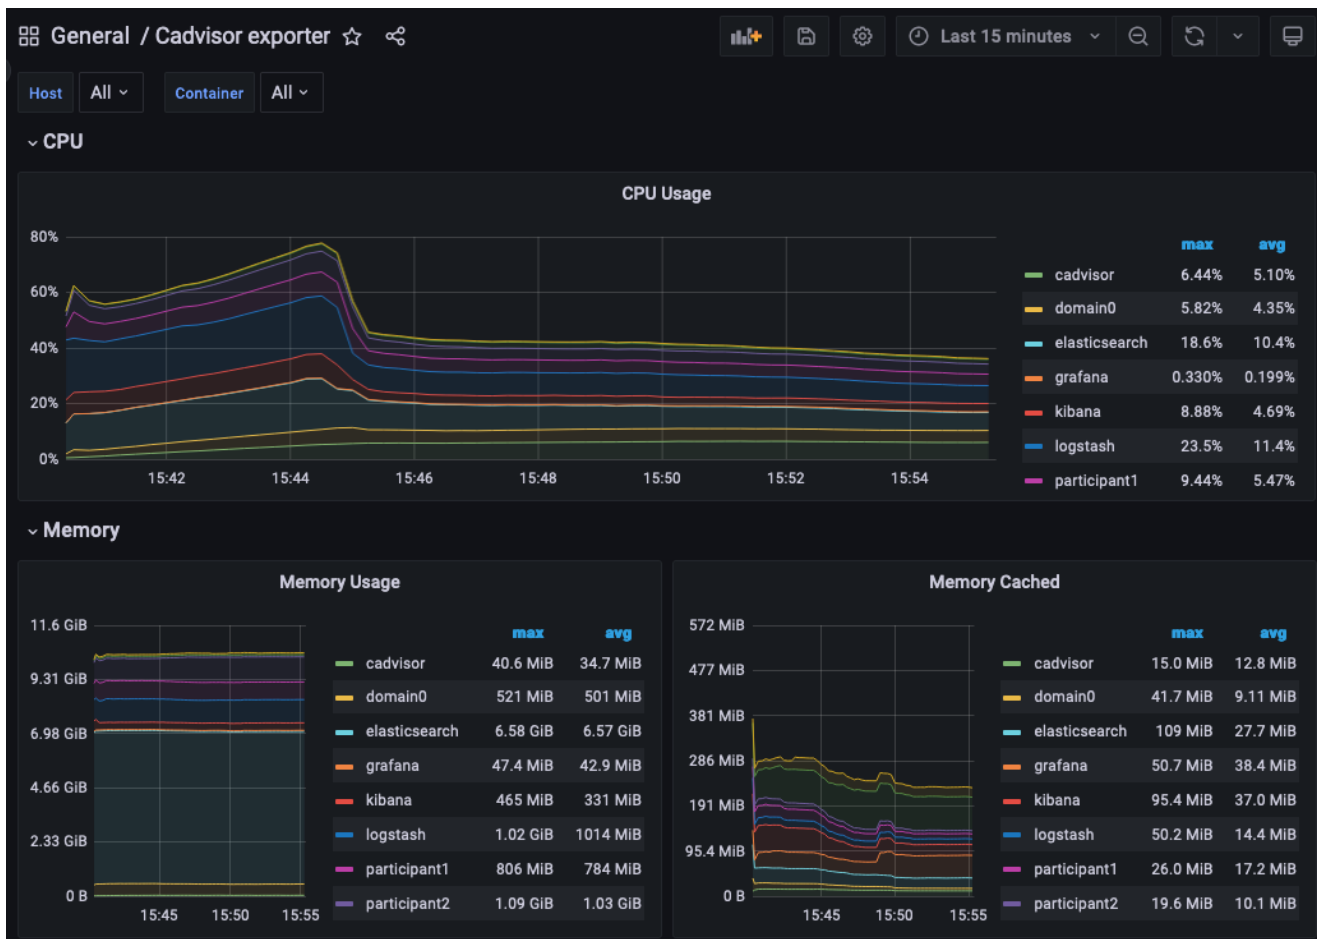 General / Cadvisor exporter
Last 15 minutes
Host All Container All
CPU
CPU Usage
80%
60%
40%
20%
0%
15:42 15:44 15:46 15:48 15:50 15:52 15:54
max avg
cadvisor 6.44% 5.10%
domain0 5.82% 4.35%
elasticsearch 18.6% 10.4%
grafana 0.330% 0.199%
kibana 8.88% 4.69%
logstash 23.5% 11.4%
participant1 9.44% 5.47%
Memory
Memory Usage
11.6 GiB
9.31 GiB
6.98 GiB
4.66 GiB
2.33 GiB
0 B
15:45 15:50 15:55
max avg
cadvisor 40.6 MiB 34.7 MiB
domain0 521 MiB 501 MiB
elasticsearch 6.58 GiB 6.57 GiB
grafana 47.4 MiB 42.9 MiB
kibana 465 MiB 331 MiB
logstash 1.02 GiB 1014 MiB
participant1 806 MiB 784 MiB
participant2 1.09 GiB 1.03 GiB
Memory Cached
572 MiB
477 MiB
381 MiB
286 MiB
191 MiB
95.4 MiB
0 B
15:45 15:50 15:55
max avg
cadvisor 15.0 MiB 12.8 MiB
domain0 41.7 MiB 9.11 MiB
elasticsearch 109 MiB 27.7 MiB
grafana 50.7 MiB 38.4 MiB
kibana 95.4 MiB 37.0 MiB
logstash 50.2 MiB 14.4 MiB
participant1 26.0 MiB 17.2 MiB
participant2 19.6 MiB 10.1 MiB